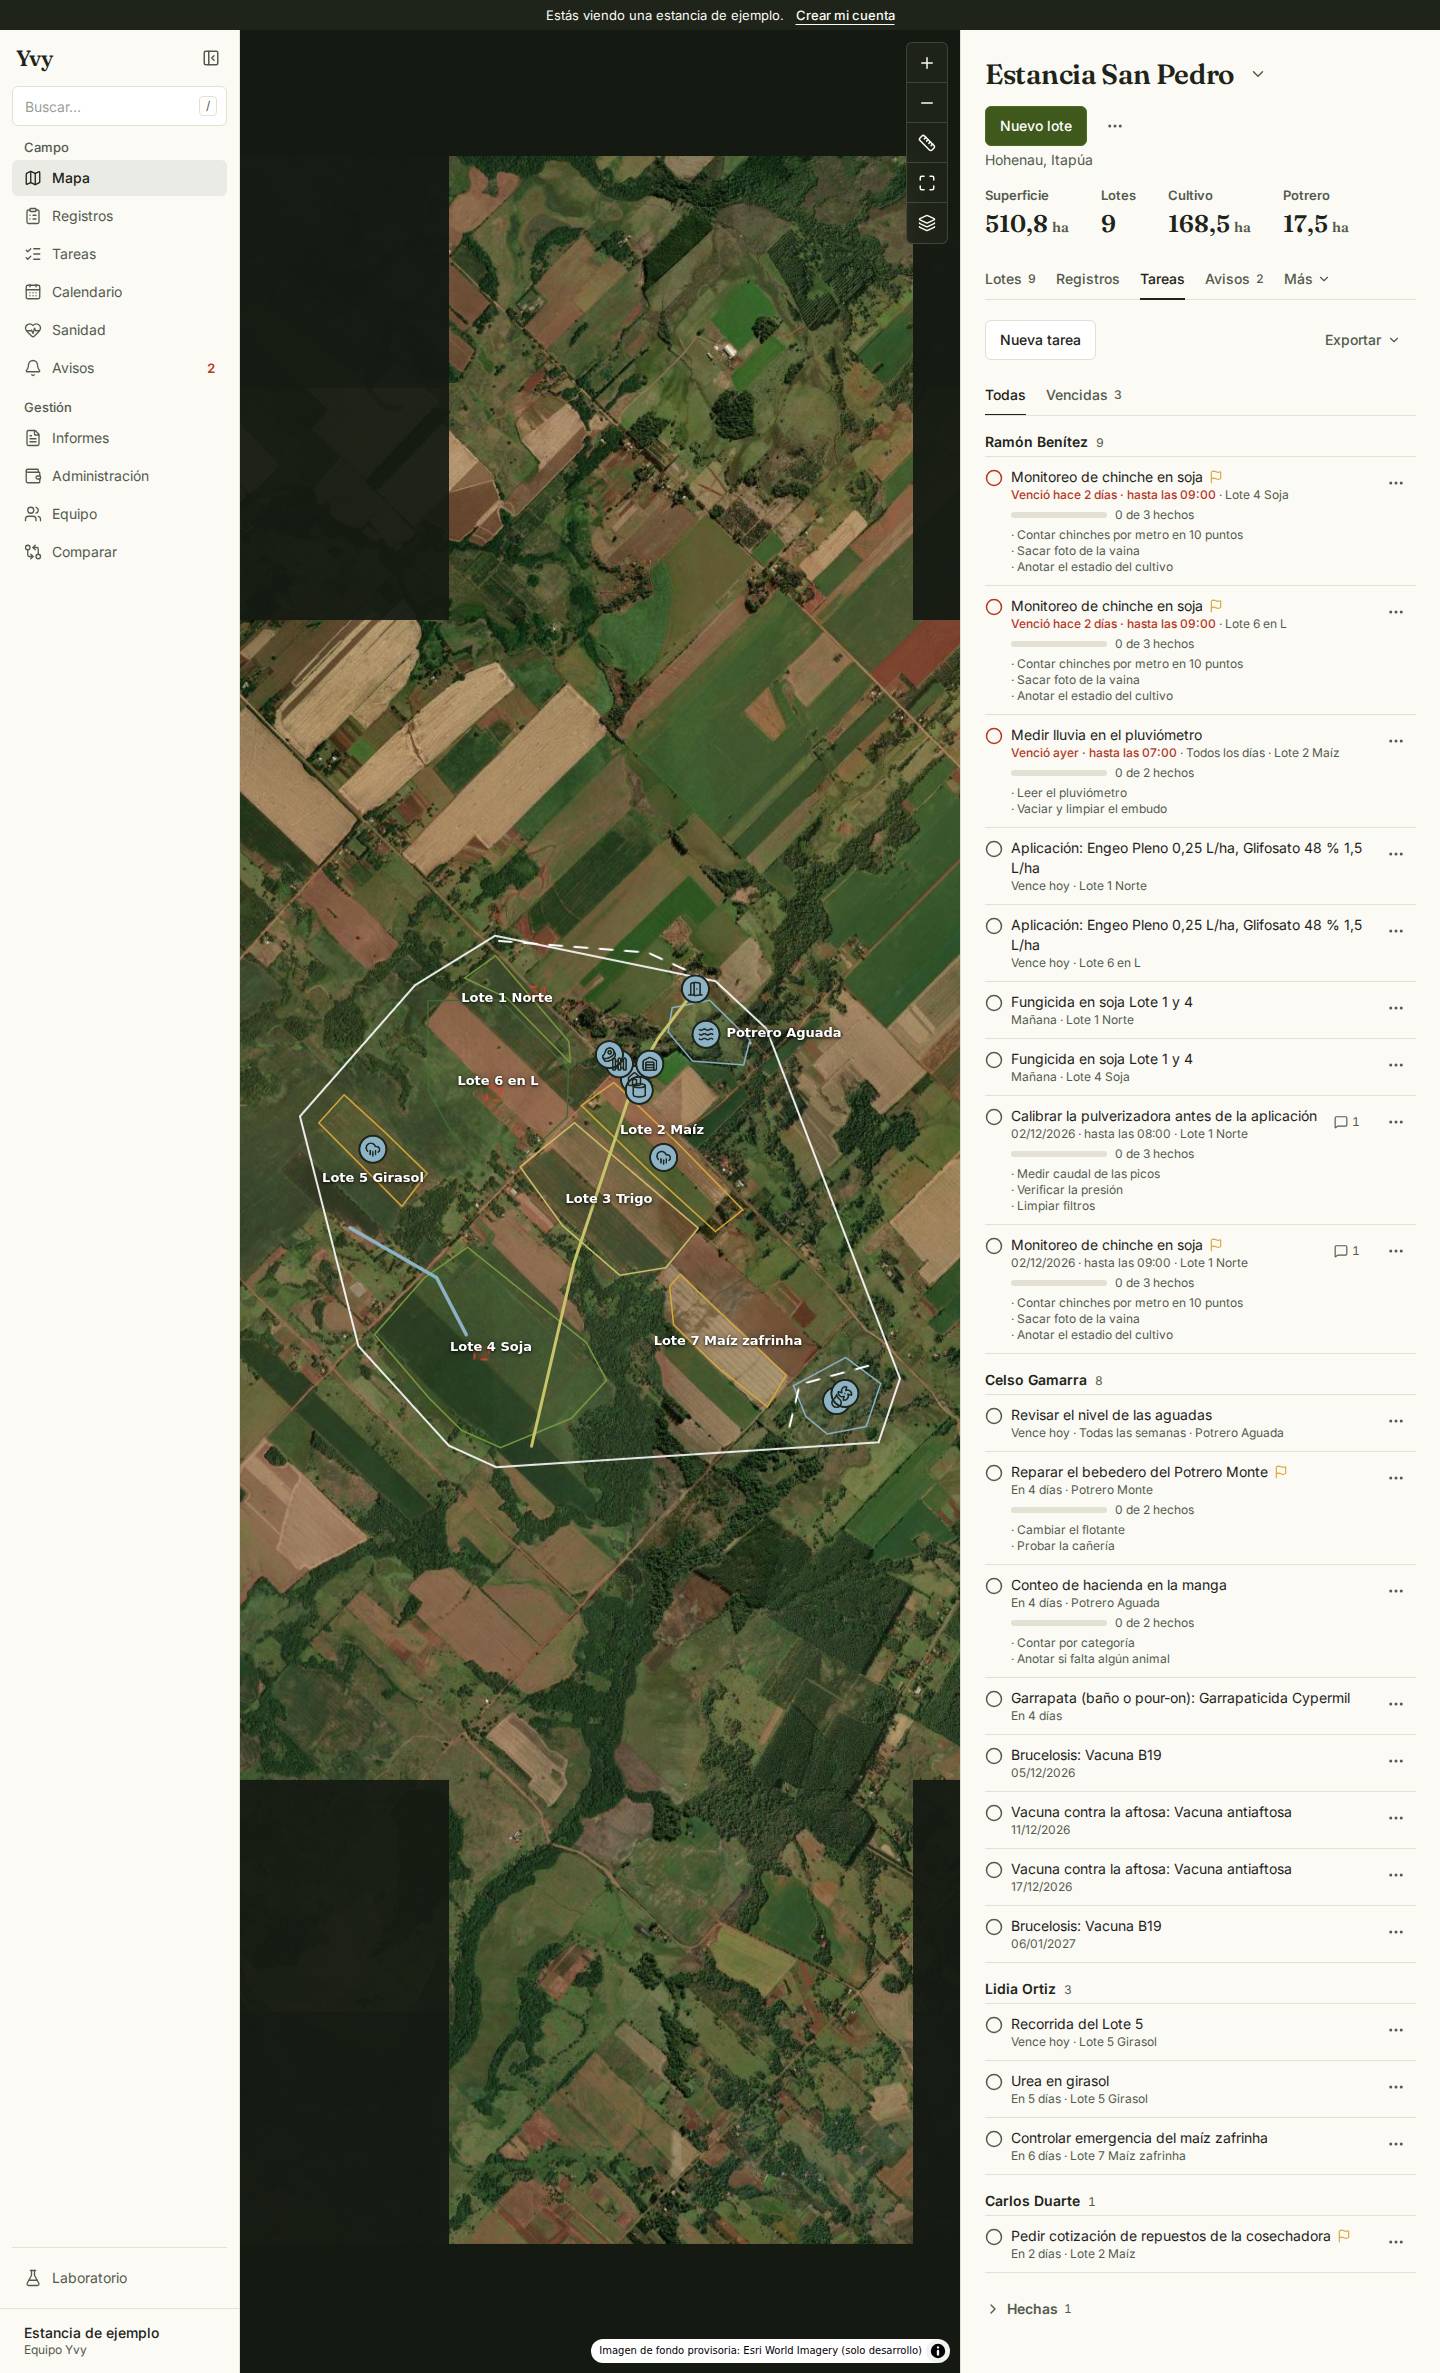 Estás viendo una estancia de ejemplo. Crear mi cuenta
Yvy
Buscar... /
Campo
Mapa
Registros
Tareas
Calendario
Sanidad
Avisos 2
Gestión
Informes
Administración
Equipo
Comparar
Laboratorio
Estancia de ejemplo
Equipo Yvy
Lote 1 Norte
Potrero Aguada
Lote 6 en L
Lote 2 Maíz
Lote 5 Girasol
Lote 3 Trigo
Lote 4 Soja
Lote 7 Maíz zafrinha
Imagen de fondo provisoria: Esri World Imagery (solo desarrollo)
Estancia San Pedro
Nuevo lote
Hohenau, Itapúa
Superficie Lotes Cultivo Potrero
510,8 ha 9 168,5 ha 17,5 ha
Lotes 9 Registros Tareas Avisos 2 Más
Nueva tarea Exportar
Todas Vencidas 3
Ramón Benítez 9
Monitoreo de chinche en soja
Venció hace 2 días · hasta las 09:00 · Lote 4 Soja
0 de 3 hechos
· Contar chinches por metro en 10 puntos
· Sacar foto de la vaina
· Anotar el estadio del cultivo
Monitoreo de chinche en soja
Venció hace 2 días · hasta las 09:00 · Lote 6 en L
0 de 3 hechos
· Contar chinches por metro en 10 puntos
· Sacar foto de la vaina
· Anotar el estadio del cultivo
Medir lluvia en el pluviómetro
Venció ayer · hasta las 07:00 · Todos los días · Lote 2 Maíz
0 de 2 hechos
· Leer el pluviómetro
· Vaciar y limpiar el embudo
Aplicación: Engeo Pleno 0,25 L/ha, Glifosato 48 % 1,5
L/ha
Vence hoy · Lote 1 Norte
Aplicación: Engeo Pleno 0,25 L/ha, Glifosato 48 % 1,5
L/ha
Vence hoy · Lote 6 en L
Fungicida en soja Lote 1 y 4
Mañana · Lote 1 Norte
Fungicida en soja Lote 1 y 4
Mañana · Lote 4 Soja
Calibrar la pulverizadora antes de la aplicación 1
02/12/2026 · hasta las 08:00 · Lote 1 Norte
0 de 3 hechos
· Medir caudal de las picos
· Verificar la presión
· Limpiar filtros
Monitoreo de chinche en soja 1
02/12/2026 · hasta las 09:00 · Lote 1 Norte
0 de 3 hechos
· Contar chinches por metro en 10 puntos
· Sacar foto de la vaina
· Anotar el estadio del cultivo
Celso Gamarra 8
Revisar el nivel de las aguadas
Vence hoy · Todas las semanas · Potrero Aguada
Reparar el bebedero del Potrero Monte
En 4 días · Potrero Monte
0 de 2 hechos
· Cambiar el flotante
· Probar la cañería
Conteo de hacienda en la manga
En 4 días · Potrero Aguada
0 de 2 hechos
· Contar por categoría
· Anotar si falta algún animal
Garrapata (baño o pour-on): Garrapaticida Cypermil
En 4 días
Brucelosis: Vacuna B19
05/12/2026
Vacuna contra la aftosa: Vacuna antiaftosa
11/12/2026
Vacuna contra la aftosa: Vacuna antiaftosa
17/12/2026
Brucelosis: Vacuna B19
06/01/2027
Lidia Ortiz 3
Recorrida del Lote 5
Vence hoy · Lote 5 Girasol
Urea en girasol
En 5 días · Lote 5 Girasol
Controlar emergencia del maíz zafrinha
En 6 días · Lote 7 Maíz zafrinha
Carlos Duarte 1
Pedir cotización de repuestos de la cosechadora
En 2 días · Lote 2 Maíz
Hechas 1